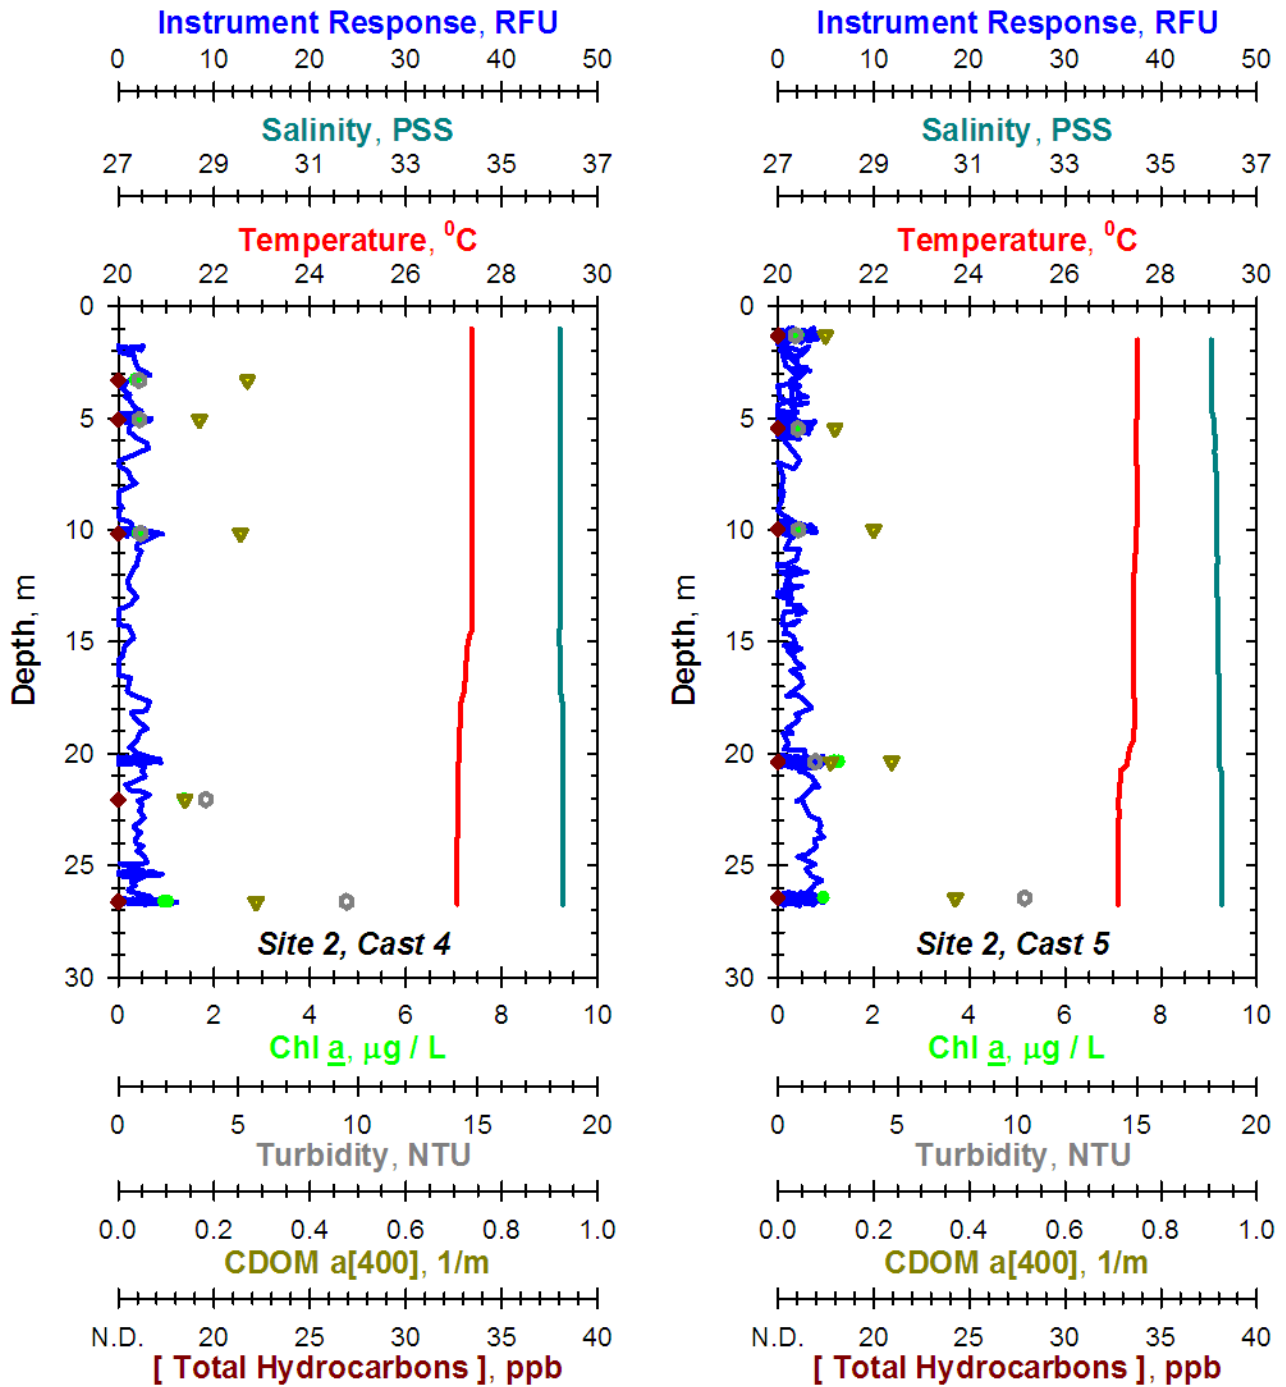 Instrument Response, RFU
0 10 20 30 40 50
Salinity, PSS
27 29 31 33 35 37
Temperature, ⁰C
20 22 24 26 28 30
0
5
10
15
20
25
30
Depth, m
Site 2, Cast 4
0 2 4 6 8 10
Chl a, μg / L
0 5 10 15 20
Turbidity, NTU
0.0 0.2 0.4 0.6 0.8 1.0
CDOM a[400], 1/m
N.D. 20 25 30 35 40
[ Total Hydrocarbons ], ppb
Instrument Response, RFU
0 10 20 30 40 50
Salinity, PSS
27 29 31 33 35 37
Temperature, ⁰C
20 22 24 26 28 30
0
5
10
15
20
25
30
Depth, m
Site 2, Cast 5
0 2 4 6 8 10
Chl a, μg / L
0 5 10 15 20
Turbidity, NTU
0.0 0.2 0.4 0.6 0.8 1.0
CDOM a[400], 1/m
N.D. 20 25 30 35 40
[ Total Hydrocarbons ], ppb